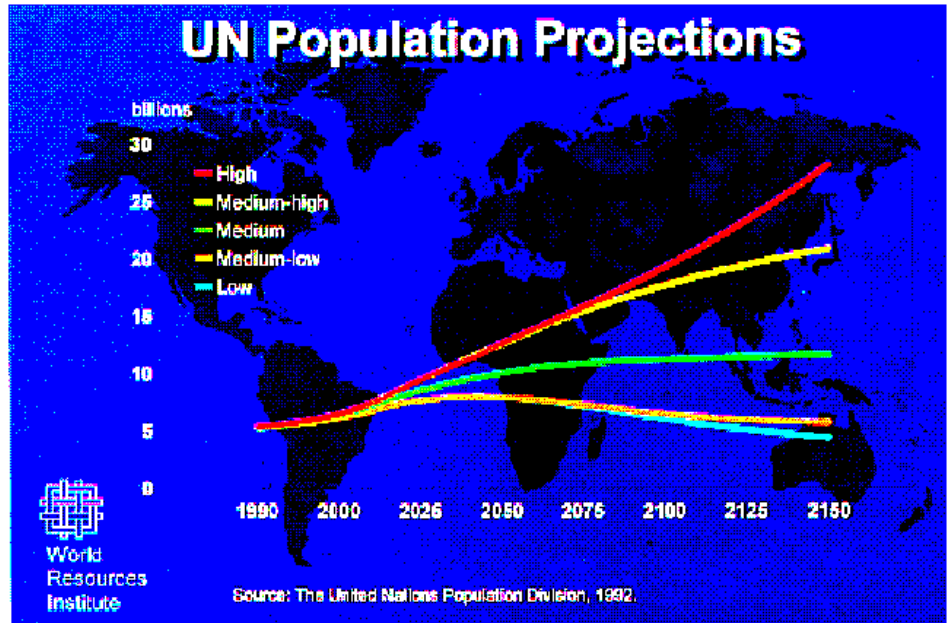 UN Population Projections
billions
30
25
20
15
10
5
0
High
Medium-high
Medium
Medium-low
Low
1990 2000 2025 2050 2075 2100 2125 2150
World
Resources
Institute
Source: The United Nations Population Division, 1992.